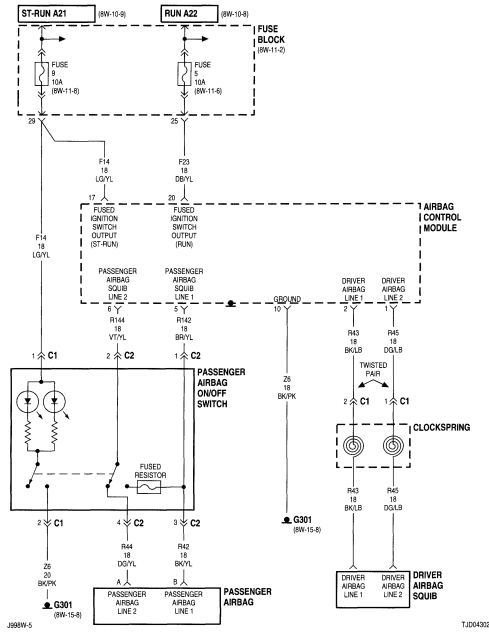 ST-RUN A21 (8W-10-9) RUN A22 (8W-10-8)
FUSE
BLOCK
(8W-11-2)
FUSE
9
10A
(8W-11-8)
FUSE
5
10A
(8W-11-6)
29 25
F14
18
LG/YL
F23
18
DB/YL
17 20
AIRBAG
CONTROL
MODULE
FUSED
IGNITION
SWITCH
OUTPUT
(ST-RUN)
FUSED
IGNITION
SWITCH
OUTPUT
(RUN)
F14
18
LG/YL
PASSENGER
AIRBAG
SQUIB
LINE 2
PASSENGER
AIRBAG
SQUIB
LINE 1
GROUND
DRIVER
AIRBAG
LINE 1
DRIVER
AIRBAG
LINE 2
6 5 10 2 1
R144
18
VT/YL
R142
18
BR/YL
R43
18
BK/LB
R45
18
DG/LB
1 C1 2 C2 1 C2
TWISTED
PAIR
Z6
18
BK/PK
PASSENGER
AIRBAG
ON/OFF
SWITCH
2 C1 1 C1
CLOCKSPRING
FUSED
RESISTOR
R43
18
BK/LB
R45
18
DG/LB
2 C1 4 C2 3 C2
G301
(8W-15-8)
Z6
20
BK/PK
R44
18
DG/YL
R42
18
BK/YL
A B
G301
(8W-15-8)
PASSENGER
AIRBAG
LINE 2
PASSENGER
AIRBAG
LINE 1
PASSENGER
AIRBAG
DRIVER
AIRBAG
LINE 1
DRIVER
AIRBAG
LINE 2
DRIVER
AIRBAG
SQUIB
J998W-5 TJD04302